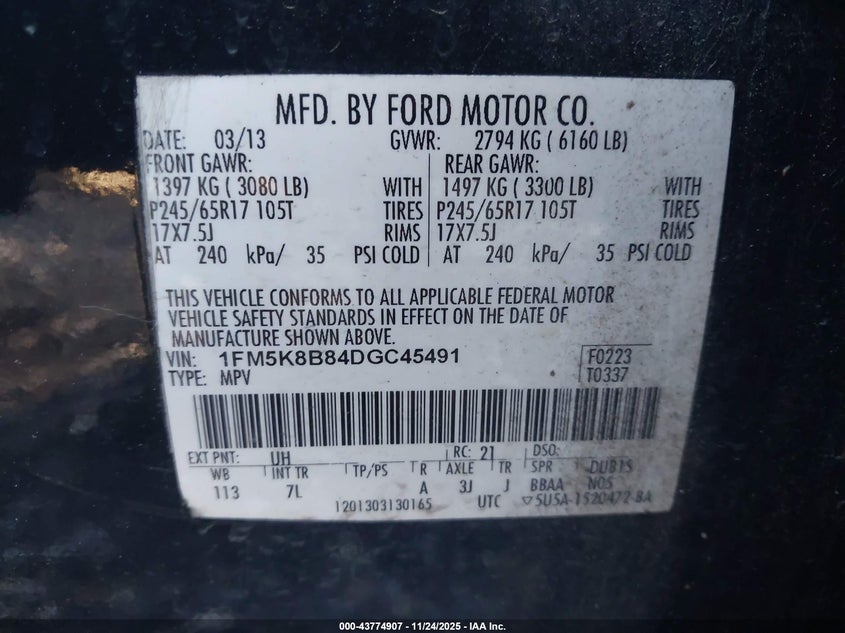 MFD. BY FORD MOTOR CO.
DATE: 03/13 GVWR: 2794 KG ( 6160 LB)
FRONT GAWR: REAR GAWR:
1397 KG ( 3080 LB) WITH 1497 KG ( 3300 LB) WITH
P245/65R17 105T TIRES P245/65R17 105T TIRES
17X7.5J RIMS 17X7.5J RIMS
AT 240 kPa/ 35 PSI COLD AT 240 kPa/ 35 PSI COLD
THIS VEHICLE CONFORMS TO ALL APPLICABLE FEDERAL MOTOR
VEHICLE SAFETY STANDARDS IN EFFECT ON THE DATE OF
MANUFACTURE SHOWN ABOVE.
VIN: 1FM5K8B84DGC45491 F0223
TYPE: MPV T0337
EXT PNT: UH RC: 21 DSO:
WB INT TR TP/PS R AXLE TR SPR DUB15
113 7L A 3J J BBAA NOS
1201303130165 UTC ▽5U5A-1520472-BA
000-43774907 - 11/24/2025 - IAA Inc.